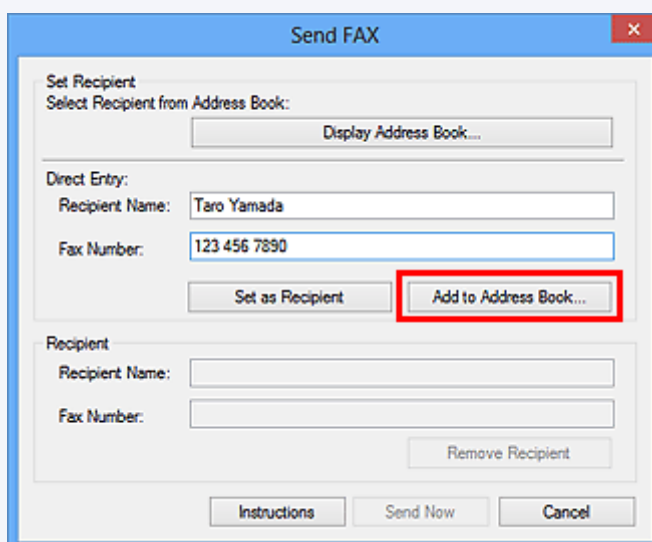 Send FAX
Set Recipient
Select Recipient from Address Book:
Display Address Book...
Direct Entry:
Recipient Name: Taro Yamada
Fax Number: 123 456 7890
Set as Recipient Add to Address Book...
Recipient
Recipient Name:
Fax Number:
Remove Recipient
Instructions Send Now Cancel